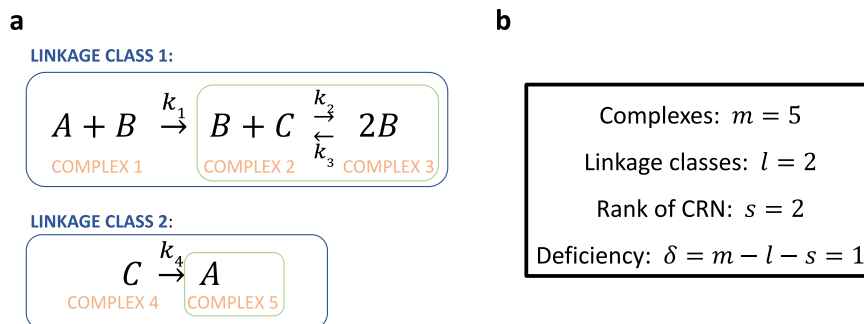 a
LINKAGE CLASS 1:
A + B k₁ → B + C k₂ ⇄ k₃ 2B
COMPLEX 1 COMPLEX 2 COMPLEX 3
LINKAGE CLASS 2:
C k₄ → A
COMPLEX 4 COMPLEX 5
b
Complexes: m = 5
Linkage classes: l = 2
Rank of CRN: s = 2
Deficiency: δ = m − l − s = 1